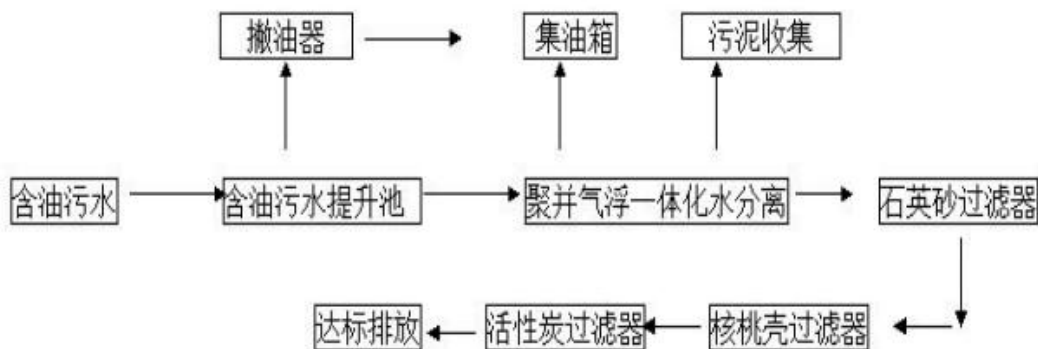 撇油器
集油箱
污泥收集
含油污水
含油污水提升池
聚并气浮一体化水分离
石英砂过滤器
达标排放
活性炭过滤器
核桃壳过滤器